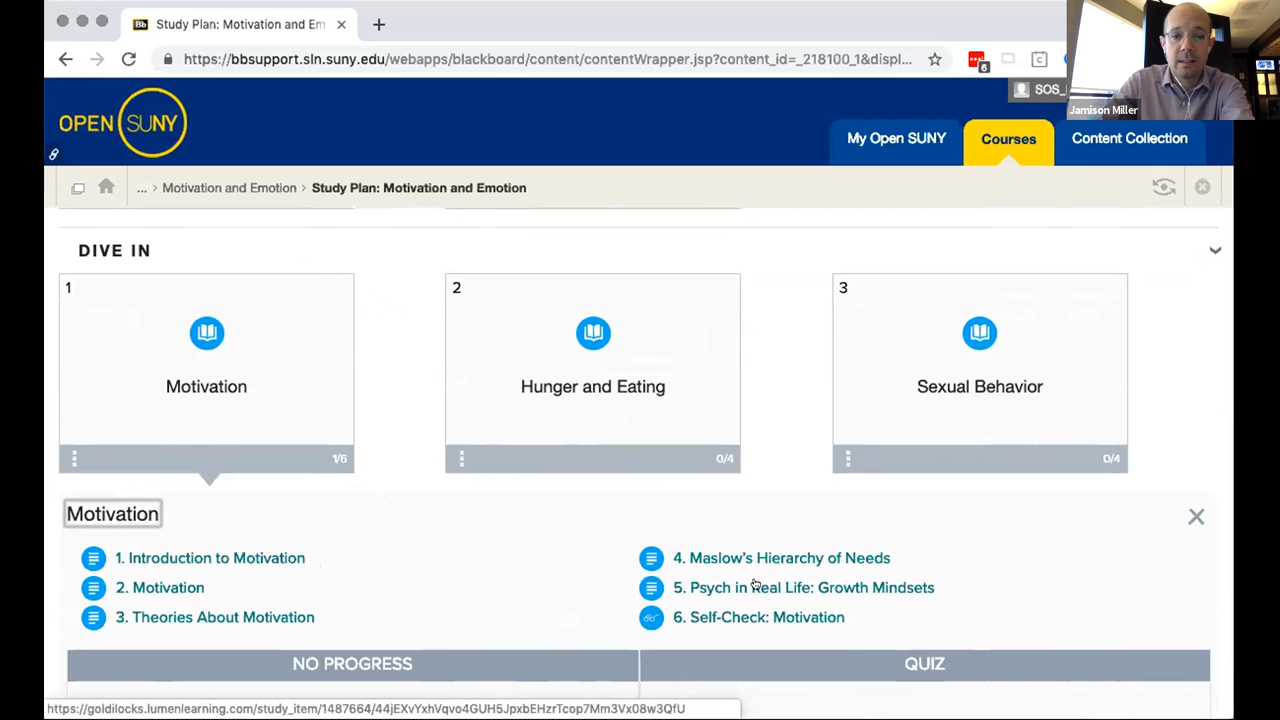 Bb Study Plan: Motivation and Em
https://bbsupport.sln.suny.edu/webapps/blackboard/content/contentWrapper.jsp?content_id=_218100_1&displ...
6
SOS_
Jamison Miller
OPEN SUNY
My Open SUNY
Courses
Content Collection
... > Motivation and Emotion > Study Plan: Motivation and Emotion
DIVE IN
1
2
3
Motivation
Hunger and Eating
Sexual Behavior
1/6
0/4
0/4
Motivation
1. Introduction to Motivation
2. Motivation
3. Theories About Motivation
4. Maslow's Hierarchy of Needs
5. Psych in Real Life: Growth Mindsets
6. Self-Check: Motivation
NO PROGRESS
QUIZ
https://goldilocks.lumenlearning.com/study_item/1487664/44jEXvYxhVqvo4GUH5JpxbEHzrTcop7Mm3Vx08w3QfU